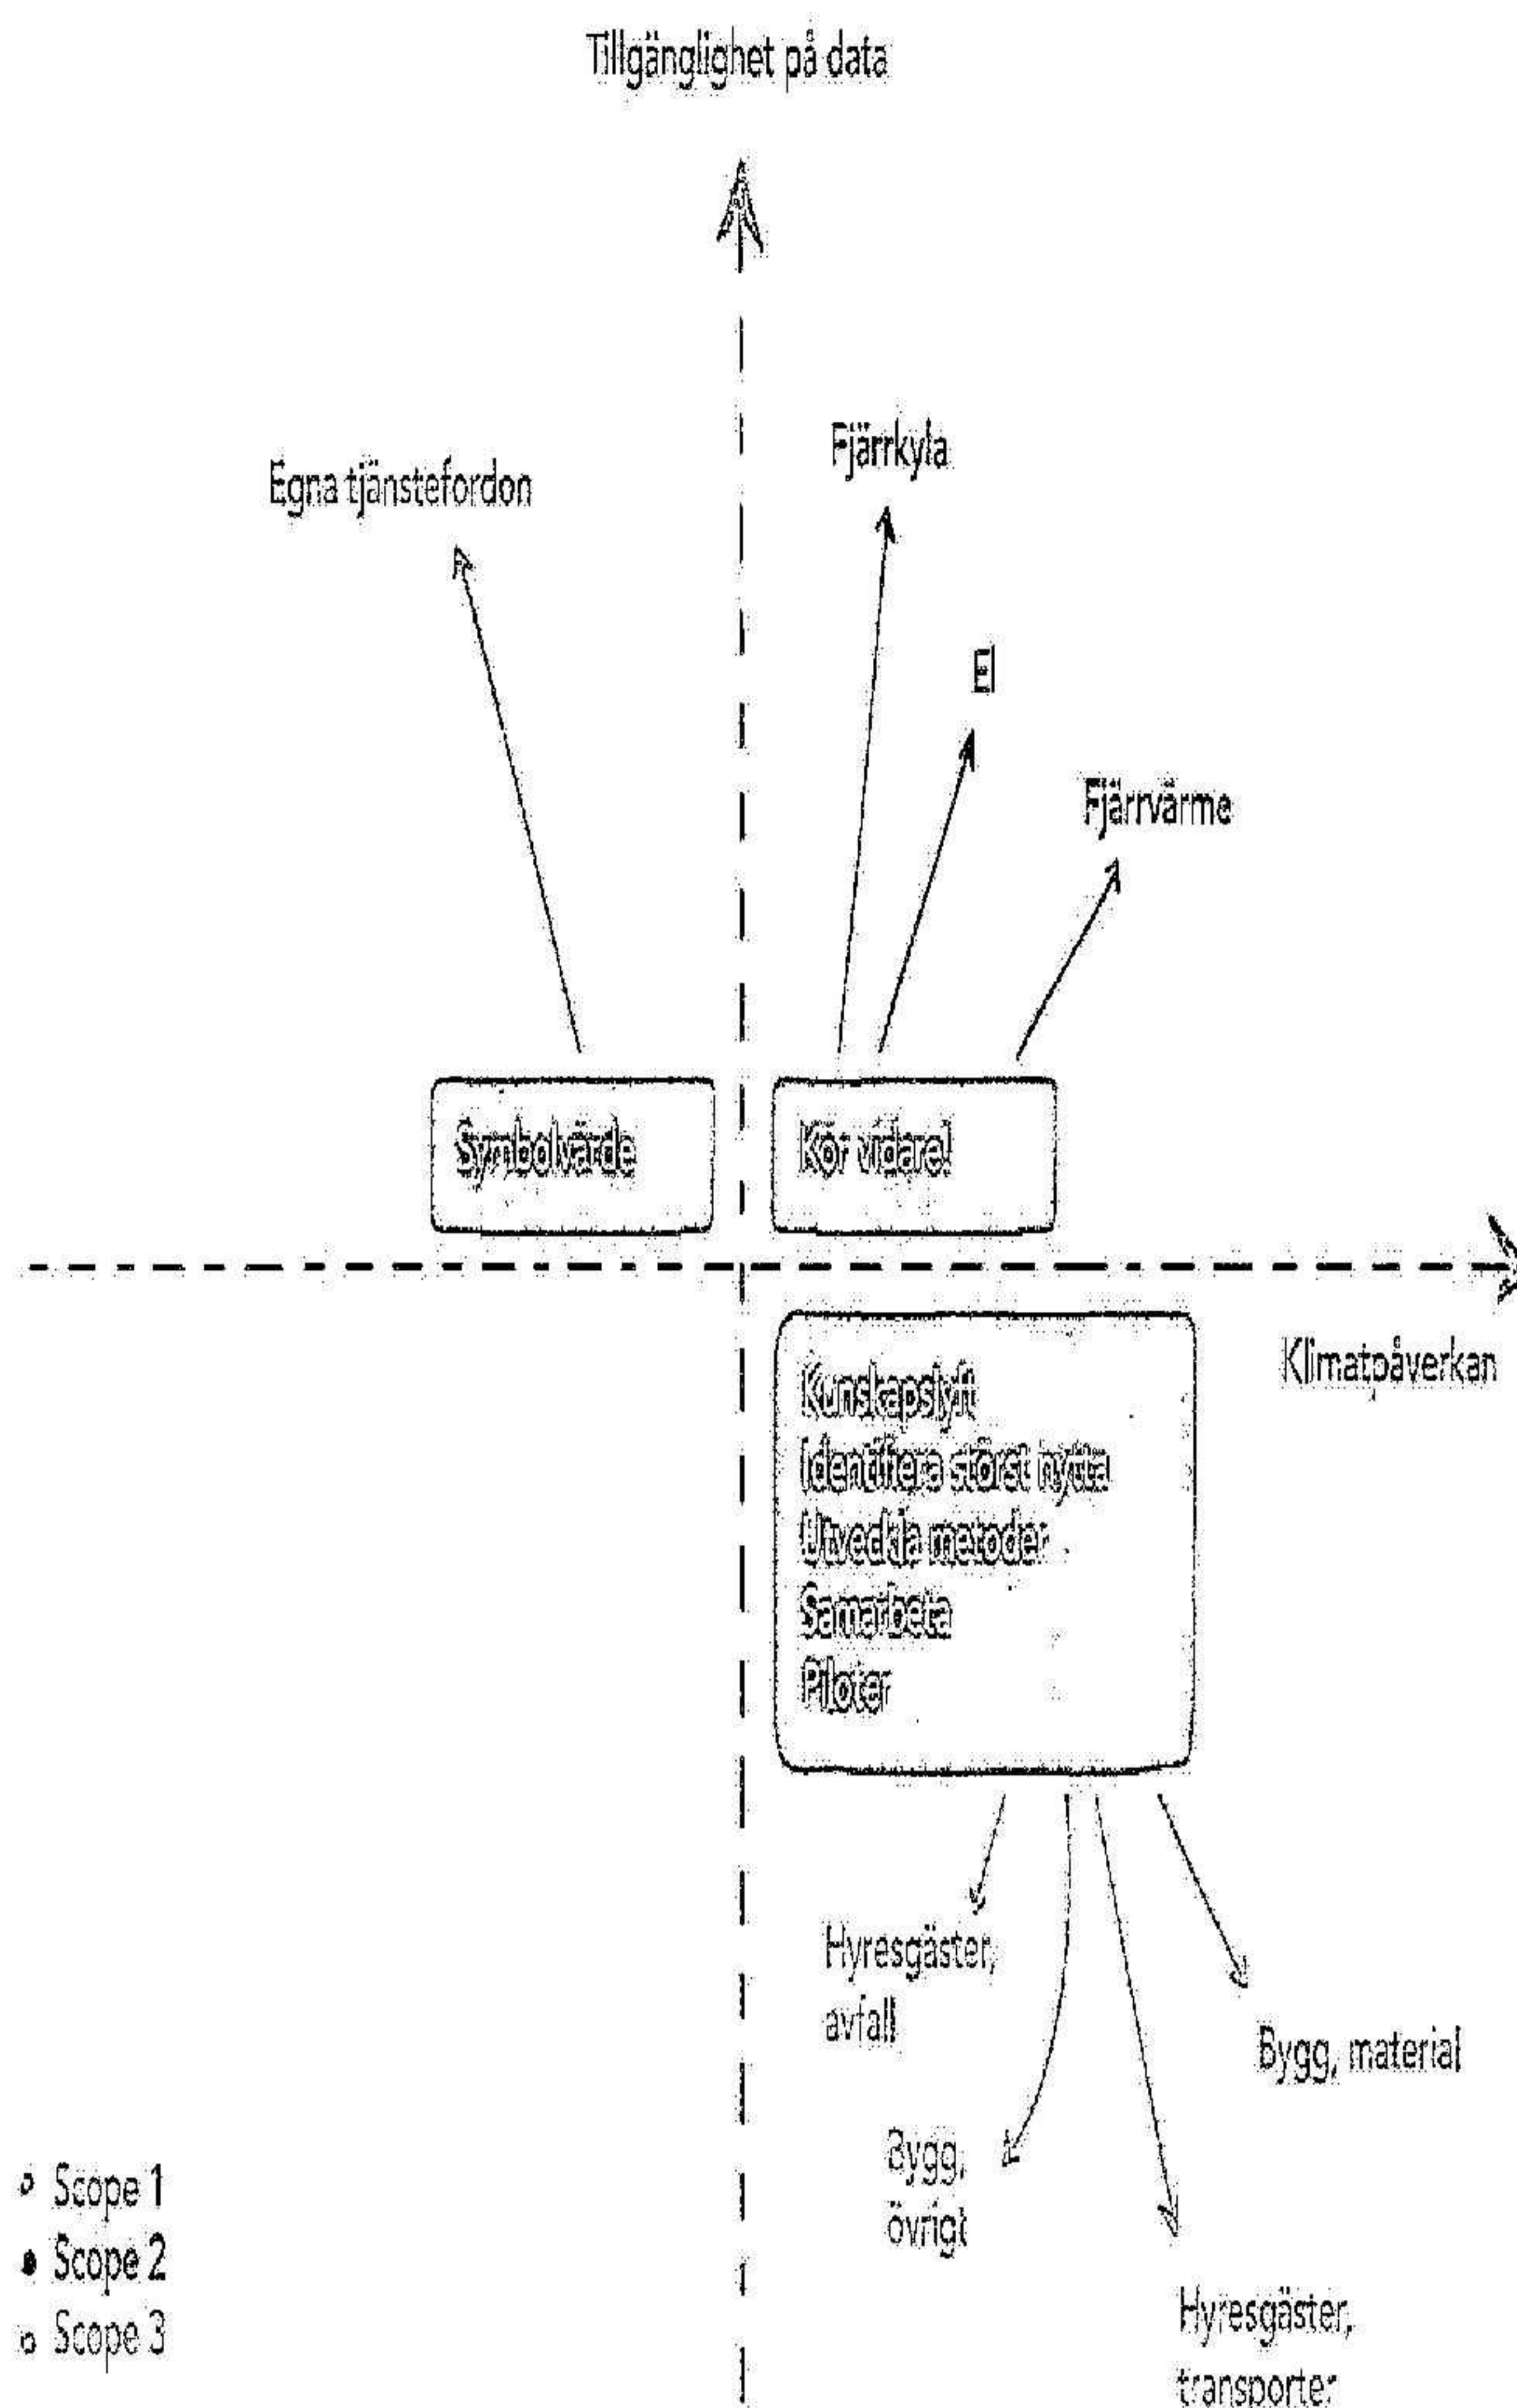 Tillgänglighet på data
Fjärrkyla
Egna tjänstefordon
El
Fjärrvärme
Symbolvärde
Kör vidare!
Klimatpåverkan
Kunskapslyft
Identifiera störst nytta
Utveckla metoder
Samarbeta
Piloter
Hyresgäster,
avfall
Bygg, material
Bygg,
övrigt
Hyresgäster,
transporter
Scope 1
Scope 2
Scope 3